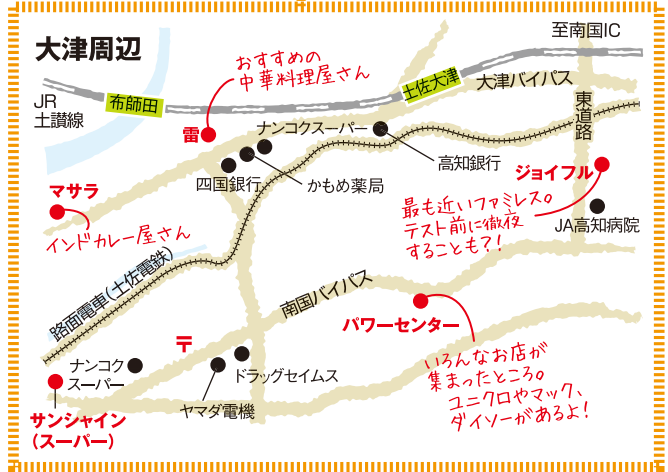 大津周辺
至南国IC
おすすめの
中華料理屋さん
土佐大津
大津バイパス
JR
土讃線
布師田
東道路
雷
ナンコクスーパー
高知銀行
四国銀行
かもめ薬局
ジョイフル
マサラ
インドカレー屋さん
最も近いファミレス。
テスト前に徹夜
することも?!
JA高知病院
路面電車(土佐電鉄)
南国バイパス
パワーセンター
〒
いろんなお店が
集まったところ。
ユニクロやマック、
ダイソーがあるよ!
ナンコク
スーパー
ドラッグセイムス
ヤマダ電機
サンシャイン
(スーパー)